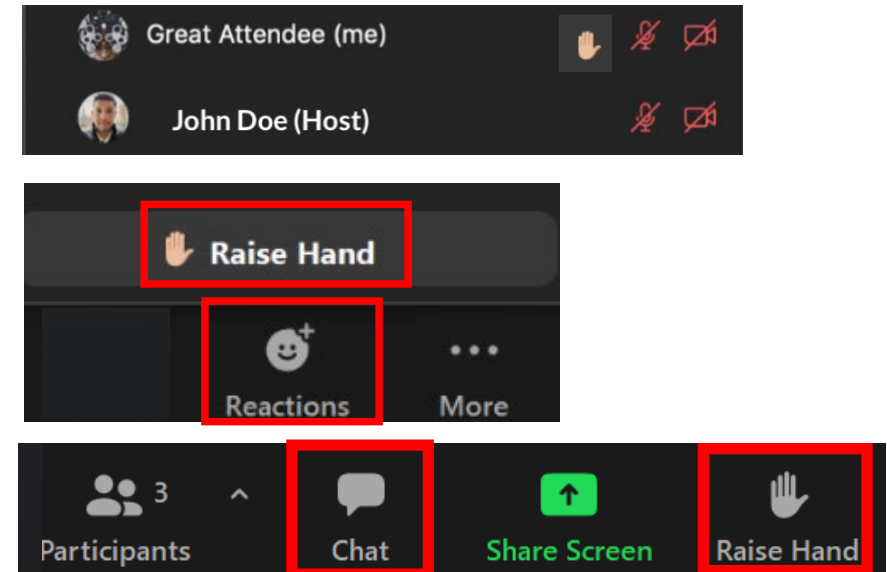 Great Attendee (me)
John Doe (Host)
Raise Hand
Reactions
More
3
Participants
Chat
Share Screen
Raise Hand